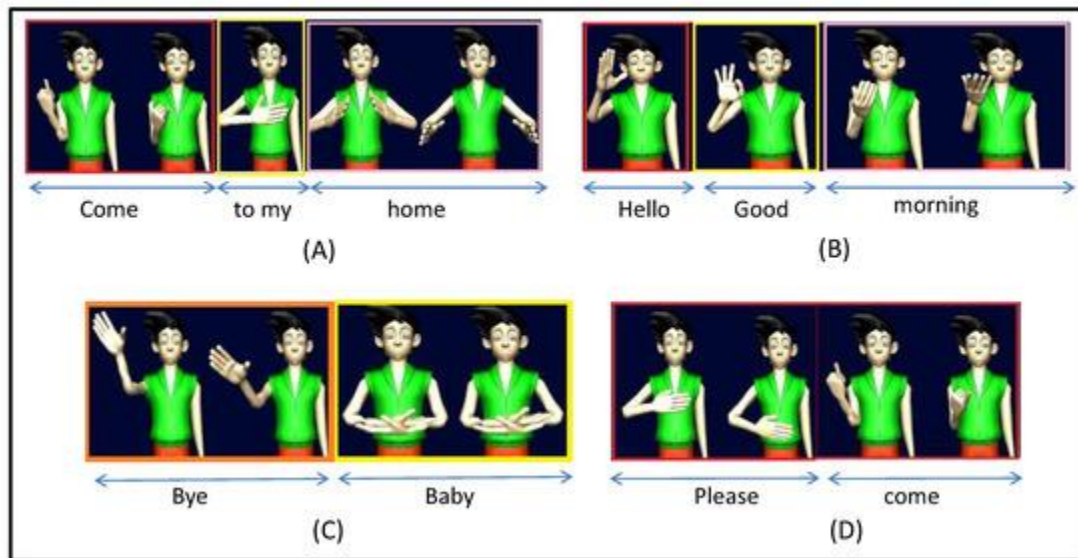 Come to my home
(A)
Hello Good morning
(B)
Bye Baby
(C)
Please come
(D)